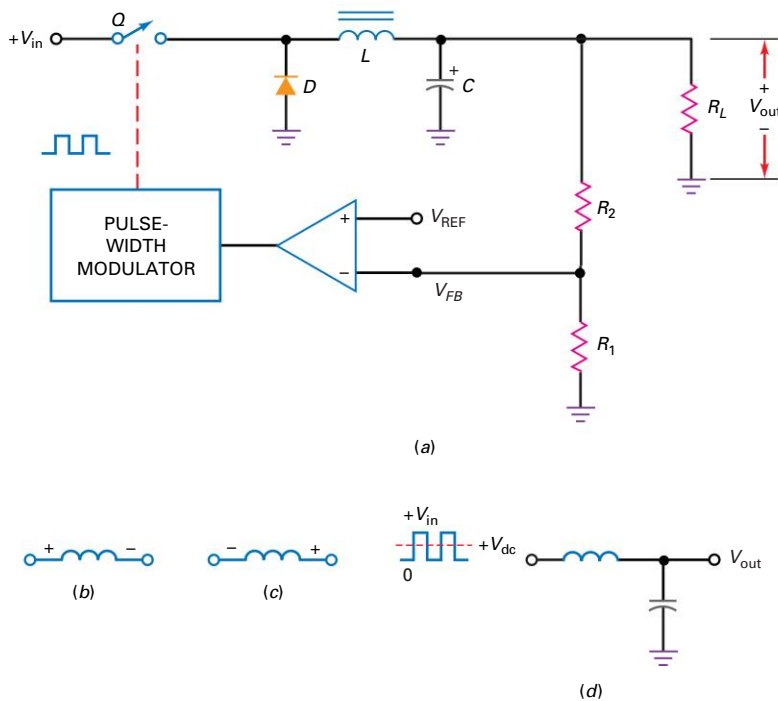 Q
+Vin
L
D
+
C
RL
+
Vout
−
PULSE-
WIDTH
MODULATOR
+
VREF
−
VFB
R2
R1
(a)
+ −
(b)
− +
(c)
+Vin
+Vdc
0
Vout
(d)